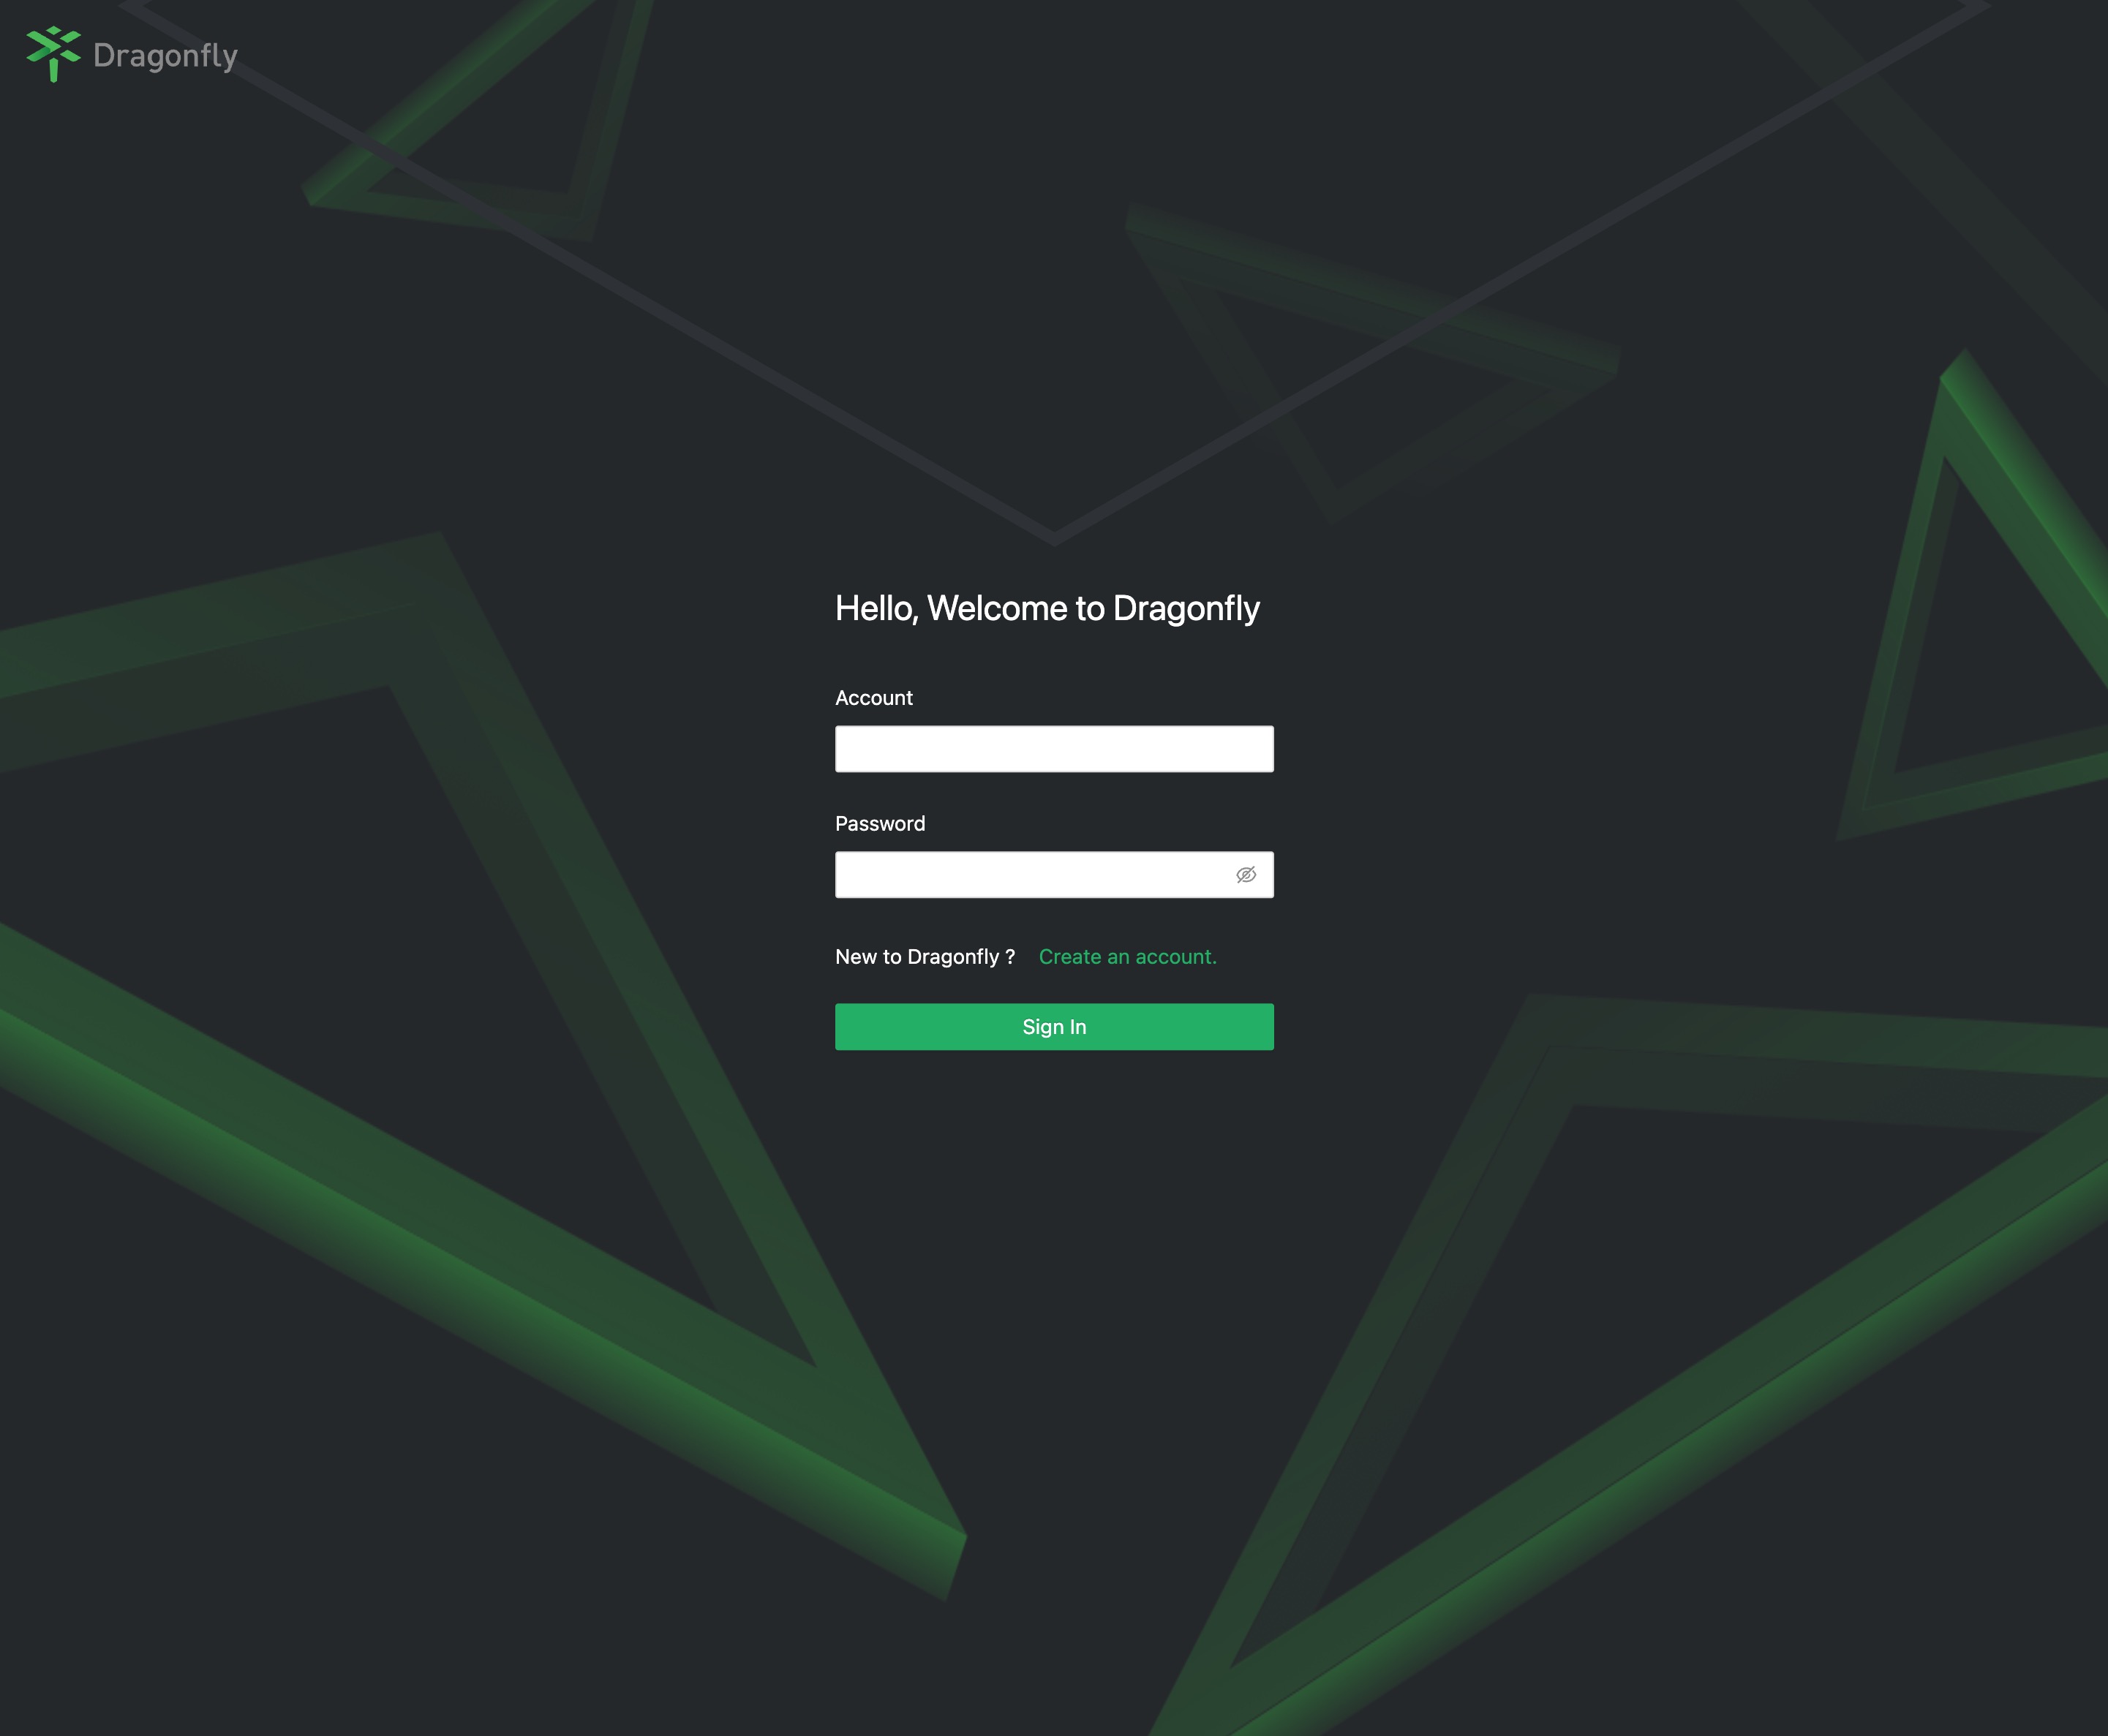 Dragonfly
Hello, Welcome to Dragonfly
Account
Password
New to Dragonfly ? Create an account.
Sign In